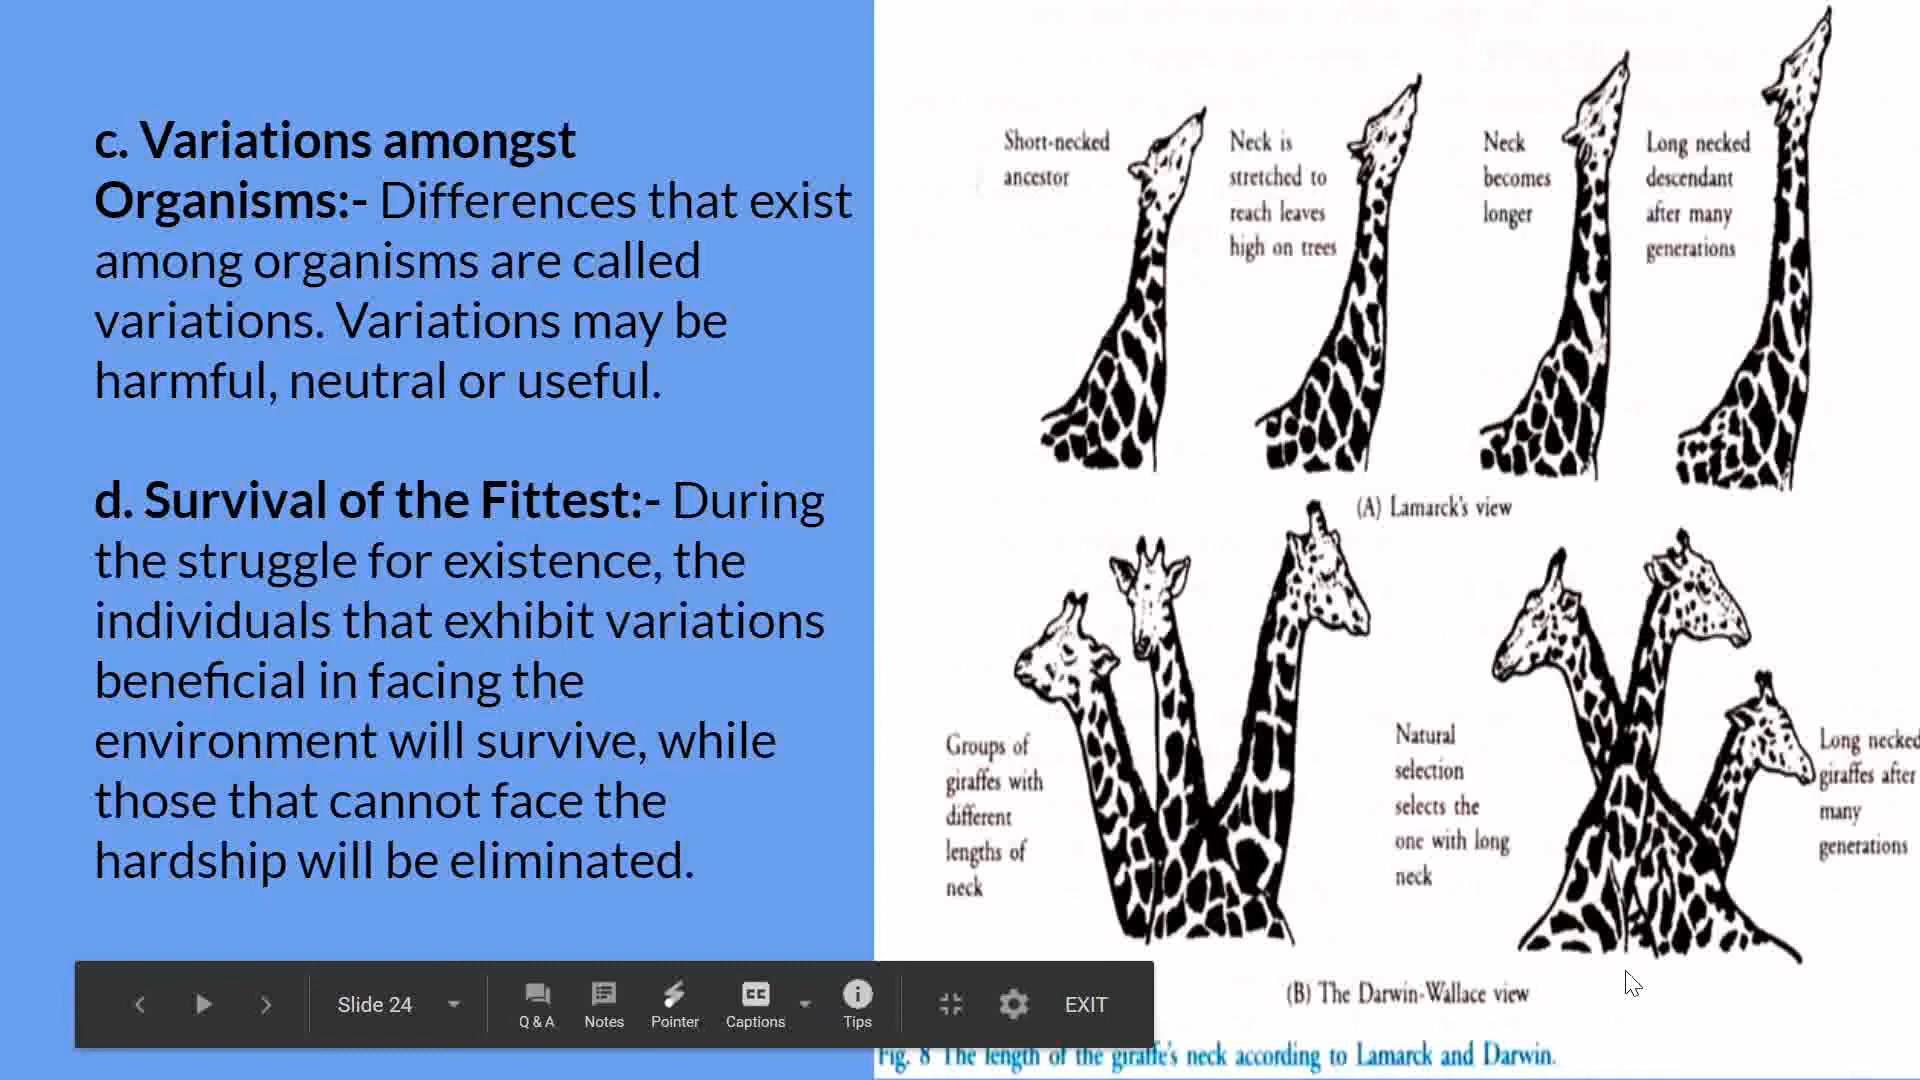 c. Variations amongst
Organisms:- Differences that exist
among organisms are called
variations. Variations may be
harmful, neutral or useful.
d. Survival of the Fittest:- During
the struggle for existence, the
individuals that exhibit variations
beneficial in facing the
environment will survive, while
those that cannot face the
hardship will be eliminated.
Short-necked
ancestor
Neck is
stretched to
reach leaves
high on trees
Neck
becomes
longer
Long necked
descendant
after many
generations
(A) Lamarck's view
Groups of
giraffes with
different
lengths of
neck
Natural
selection
selects the
one with long
neck
Long necked
giraffes after
many
generations
(B) The Darwin-Wallace view
Fig. 8 The length of the giraffe's neck according to Lamarck and Darwin.
Slide 24
Q & A
Notes
Pointer
CC
Captions
Tips
EXIT